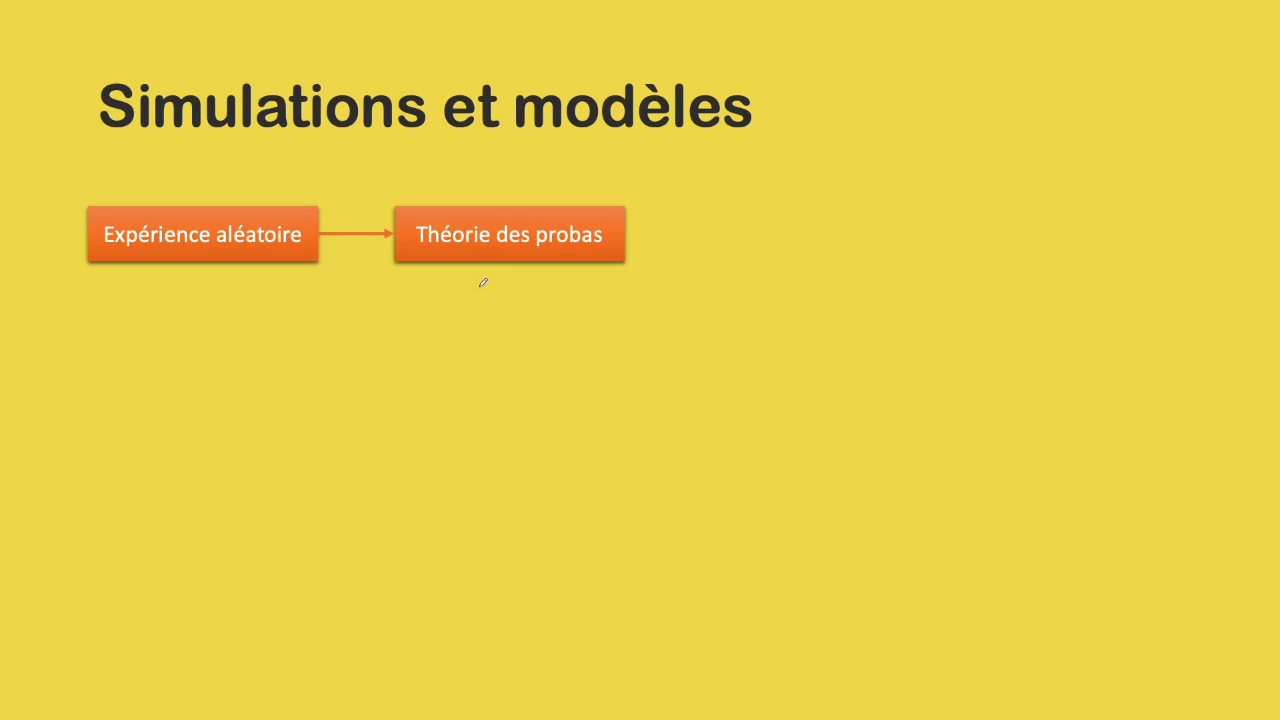 Simulations et modèles
Expérience aléatoire
Théorie des probas